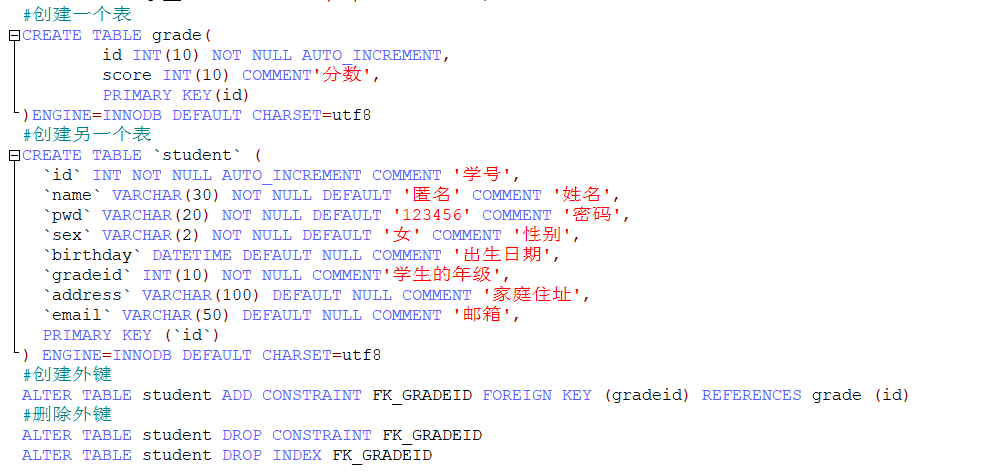 #创建一个表
CREATE TABLE grade(
id INT(10) NOT NULL AUTO_INCREMENT,
score INT(10) COMMENT'分数',
PRIMARY KEY(id)
)ENGINE=INNODB DEFAULT CHARSET=utf8
#创建另一个表
CREATE TABLE `student` (
`id` INT NOT NULL AUTO_INCREMENT COMMENT '学号',
`name` VARCHAR(30) NOT NULL DEFAULT '匿名' COMMENT '姓名',
`pwd` VARCHAR(20) NOT NULL DEFAULT '123456' COMMENT '密码',
`sex` VARCHAR(2) NOT NULL DEFAULT '女' COMMENT '性别',
`birthday` DATETIME DEFAULT NULL COMMENT '出生日期',
`gradeid` INT(10) NOT NULL COMMENT'学生的年级',
`address` VARCHAR(100) DEFAULT NULL COMMENT '家庭住址',
`email` VARCHAR(50) DEFAULT NULL COMMENT '邮箱',
PRIMARY KEY (`id`)
) ENGINE=INNODB DEFAULT CHARSET=utf8
#创建外键
ALTER TABLE student ADD CONSTRAINT FK_GRADEID FOREIGN KEY (gradeid) REFERENCES grade (id)
#删除外键
ALTER TABLE student DROP CONSTRAINT FK_GRADEID
ALTER TABLE student DROP INDEX FK_GRADEID